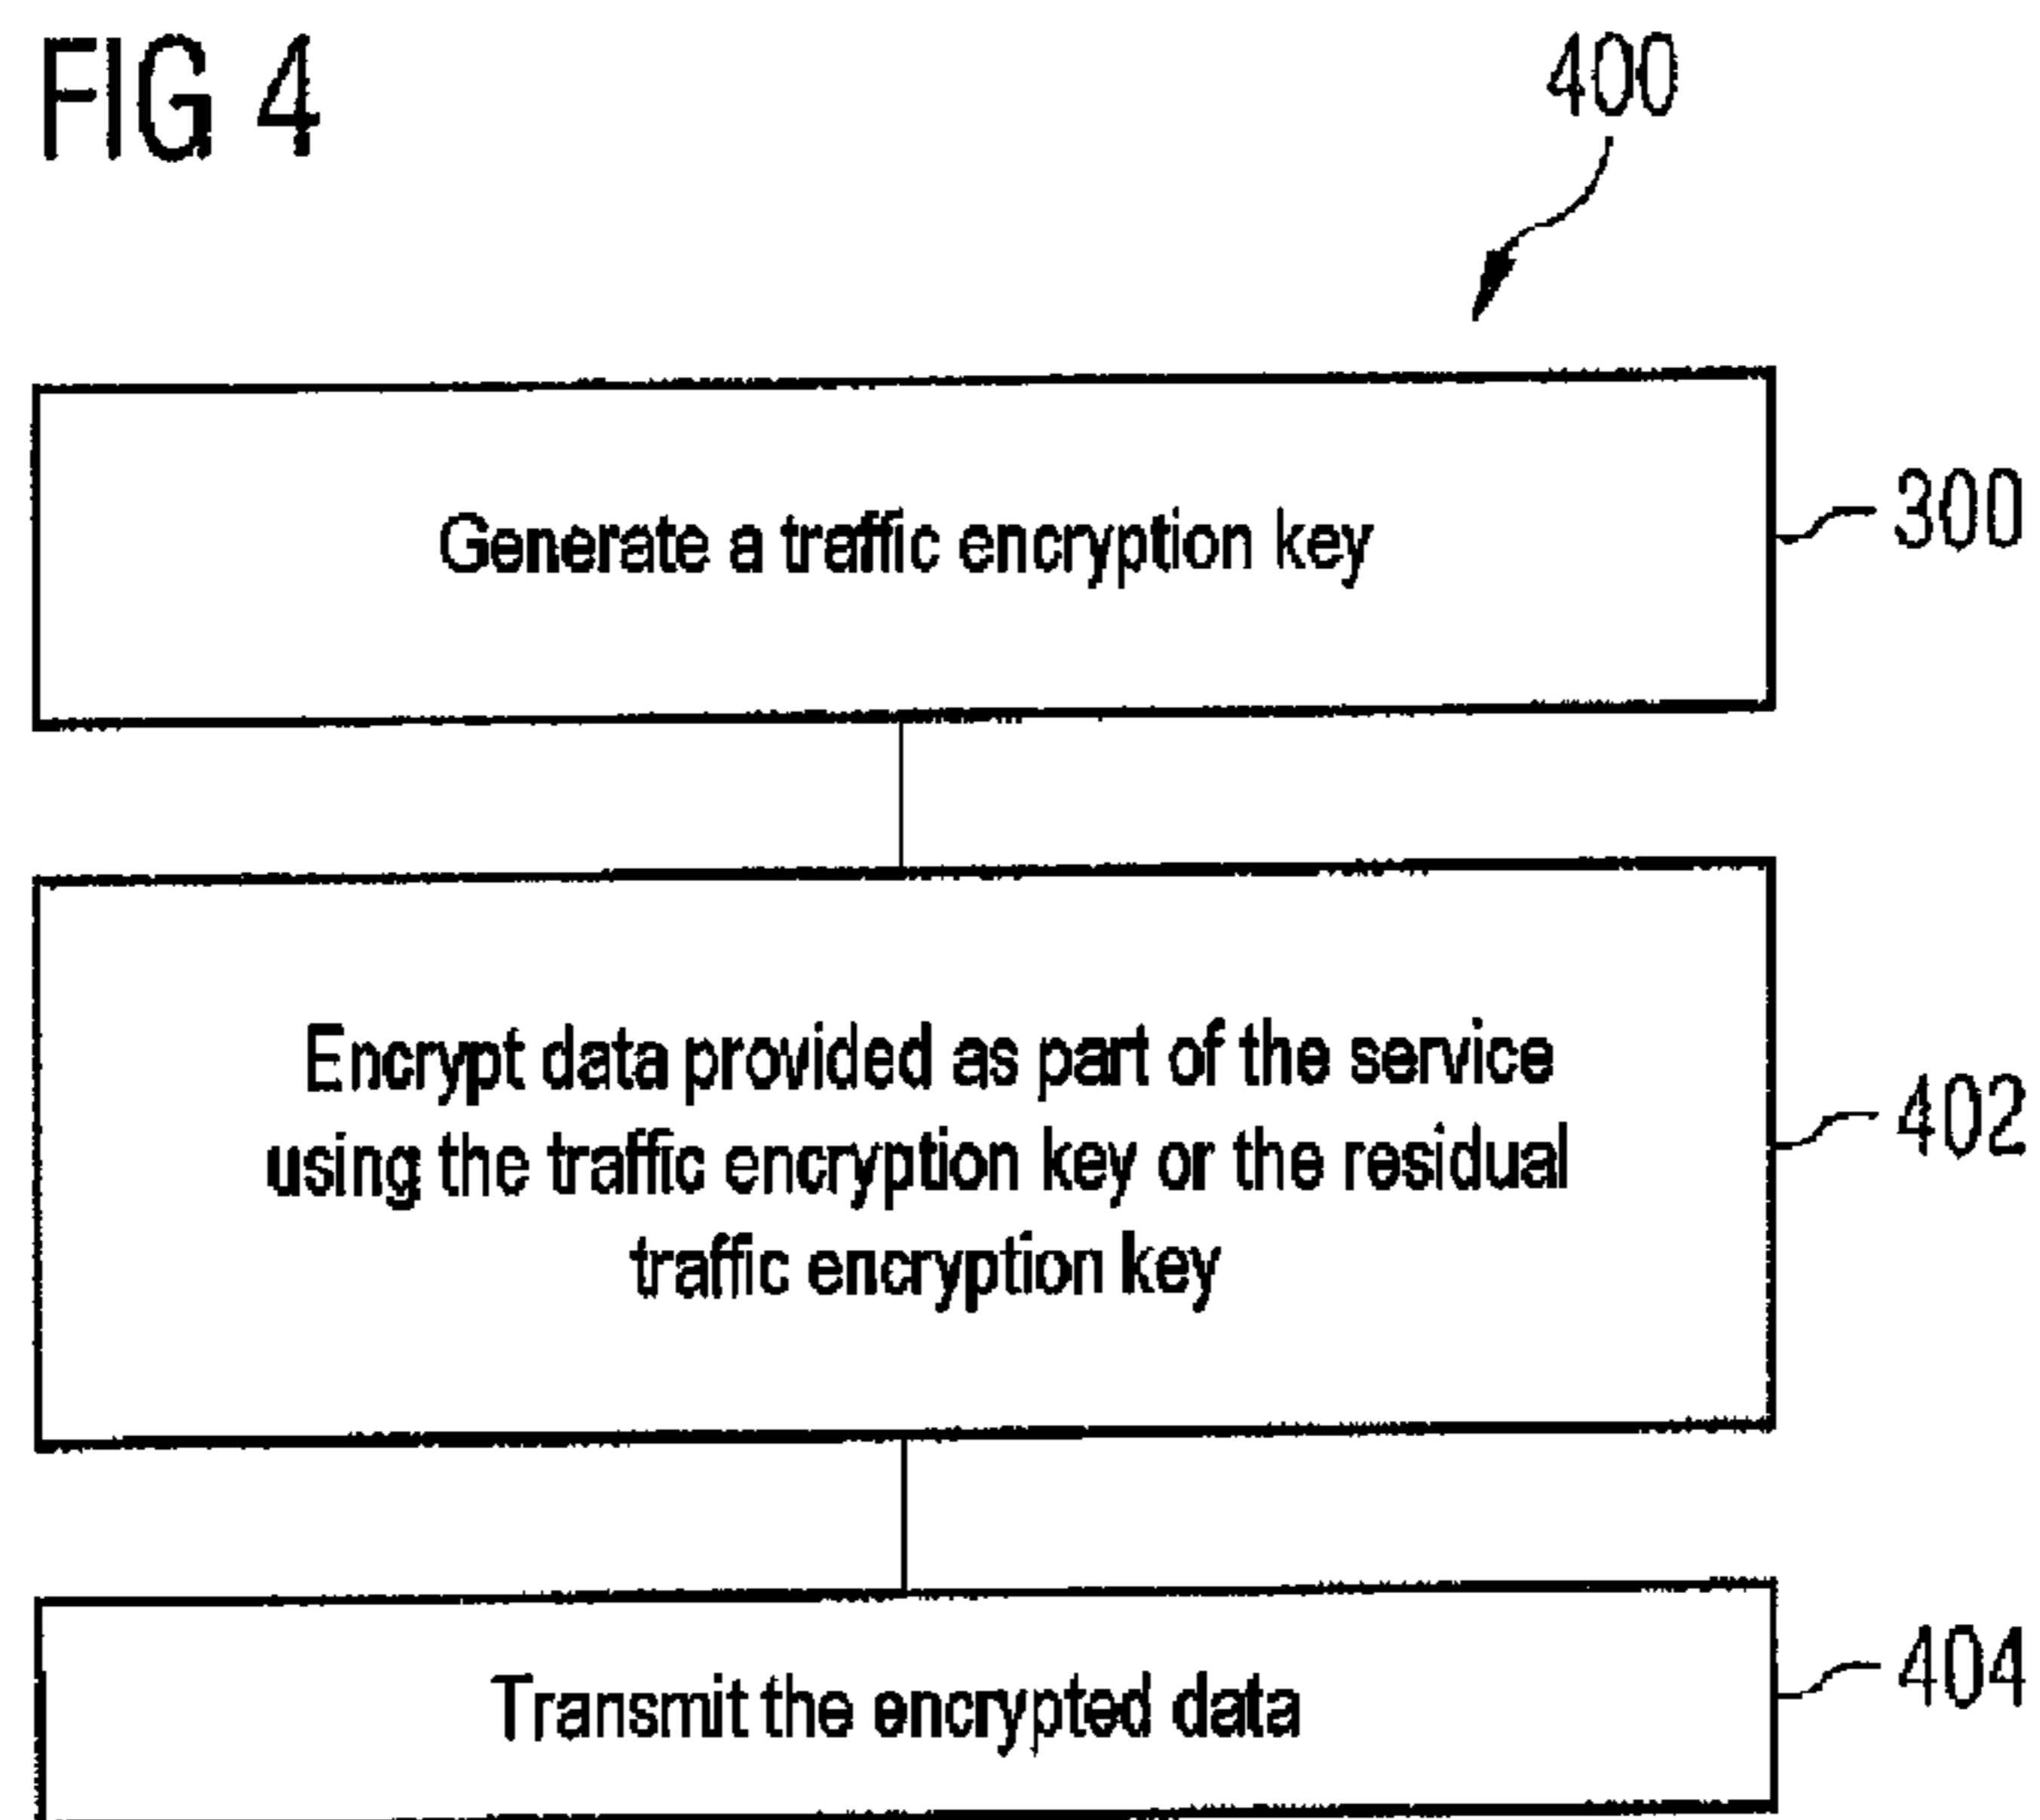 FIG 4
400
Generate a traffic encryption key
300
Encrypt data provided as part of the service
using the traffic encryption key or the residual
traffic encryption key
402
Transmit the encrypted data
404